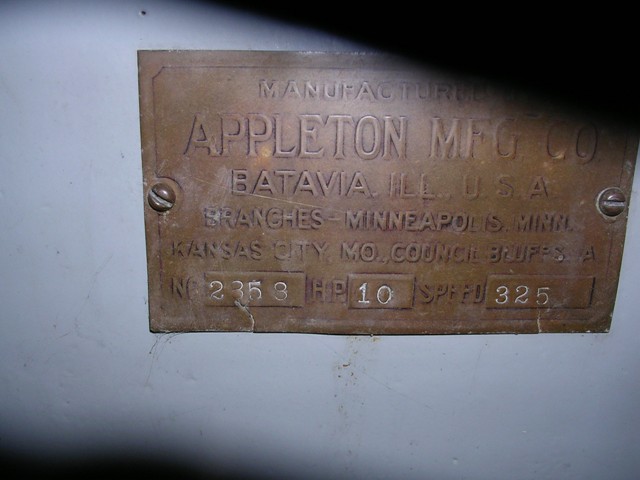 MANUFACTURED
APPLETON MFG CO
BATAVIA, ILL., U.S.A.
BRANCHES - MINNEAPOLIS, MINN.
KANSAS CITY, MO., COUNCIL BLUFFS, IA
NO 2358 H.P. 10 SPEED 325